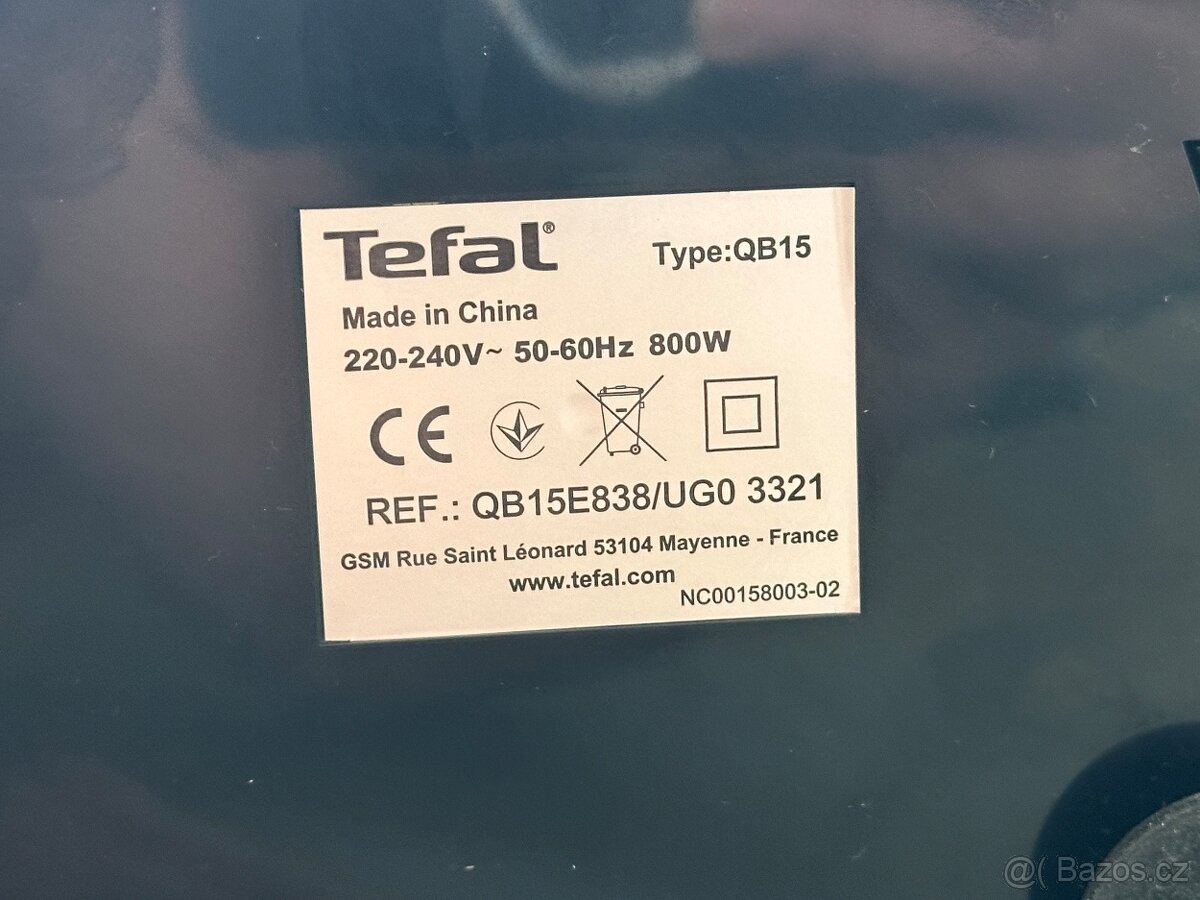 Tefal®
Type:QB15
Made in China
220-240V~ 50-60Hz 800W
CE
REF.: QB15E838/UG0 3321
GSM Rue Saint Léonard 53104 Mayenne - France
www.tefal.com
NC00158003-02
@( Bazos.cz